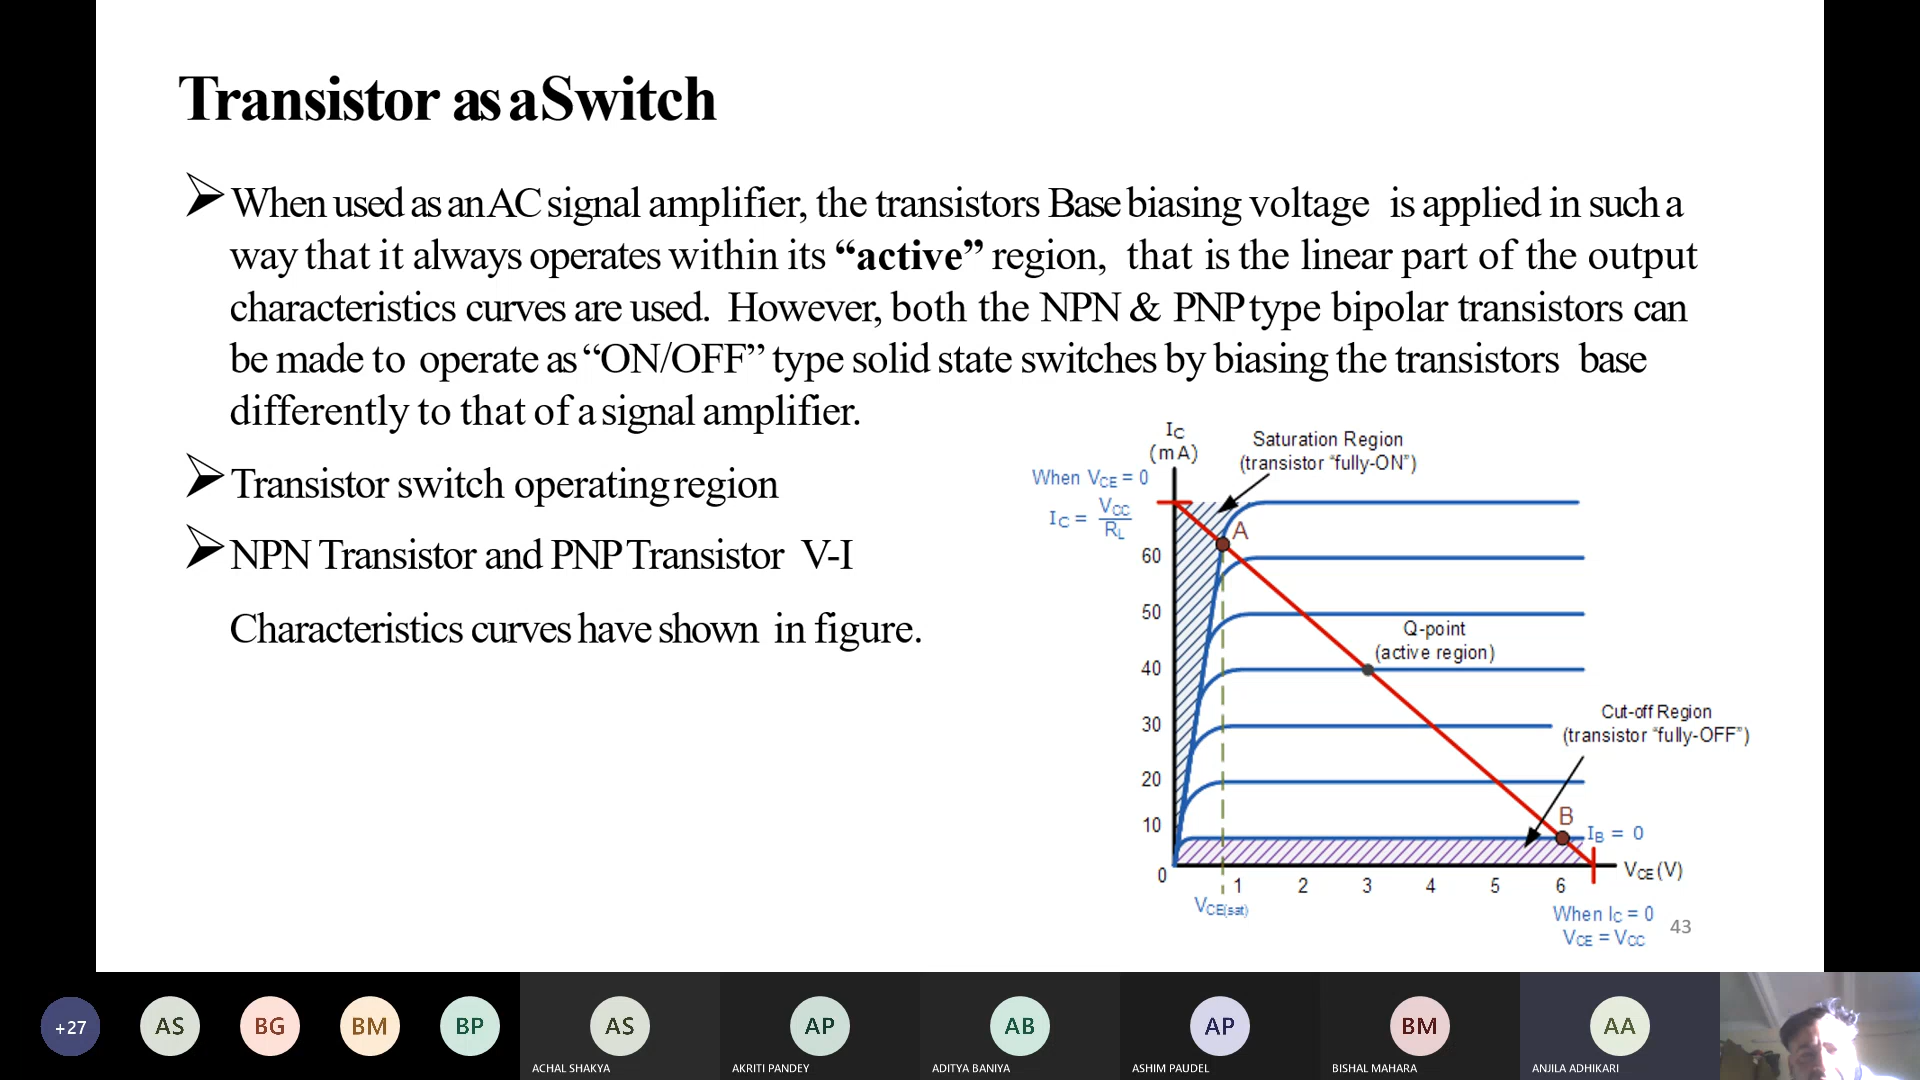 Transistor as a Switch
When used as an AC signal amplifier, the transistors Base biasing voltage is applied in such a
way that it always operates within its “active” region, that is the linear part of the output
characteristics curves are used. However, both the NPN & PNP type bipolar transistors can
be made to operate as “ON/OFF” type solid state switches by biasing the transistors base
differently to that of a signal amplifier.
Transistor switch operating region
NPN Transistor and PNP Transistor V-I
Characteristics curves have shown in figure.
IC
(mA)
Saturation Region
(transistor “fully-ON”)
When VCE = 0
IC = VCC
RL
A
60
50
Q-point
(active region)
40
30
Cut-off Region
(transistor “fully-OFF”)
20
10
B
IB = 0
0
1 2 3 4 5 6
VCE (V)
VCE(sat)
When IC = 0
VCE = VCC
43
+27 AS BG BM BP AS AP AB AP BM AA
ACHAL SHAKYA AKRITI PANDEY ADITYA BANIYA ASHIM PAUDEL BISHAL MAHARA ANJILA ADHIKARI